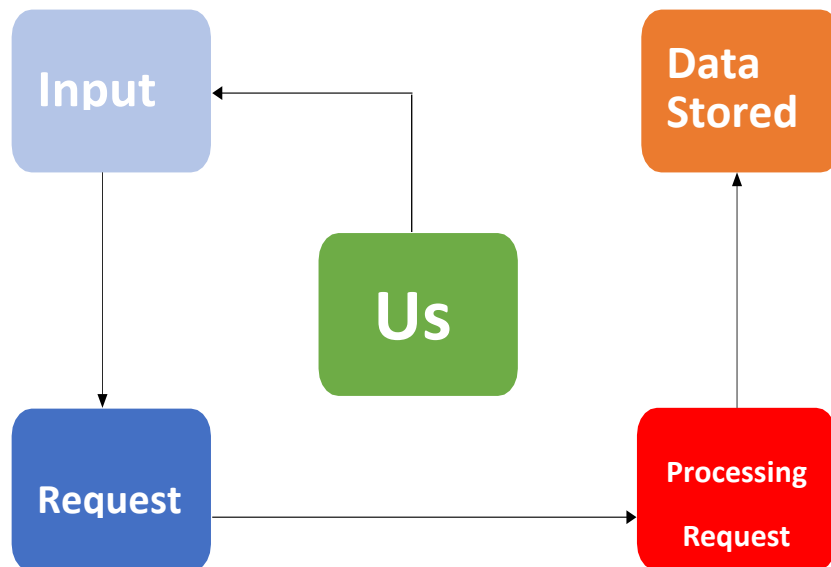 Input
Data
Stored
Us
Request
Processing
Request